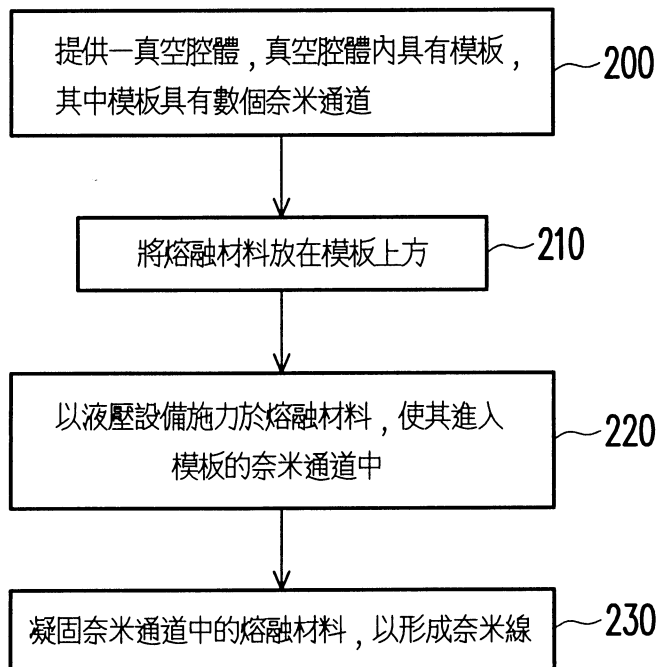 提供一真空腔體，真空腔體內具有模板，
其中模板具有數個奈米通道
200
將熔融材料放在模板上方
210
以液壓設備施力於熔融材料，使其進入
模板的奈米通道中
220
凝固奈米通道中的熔融材料，以形成奈米線
230